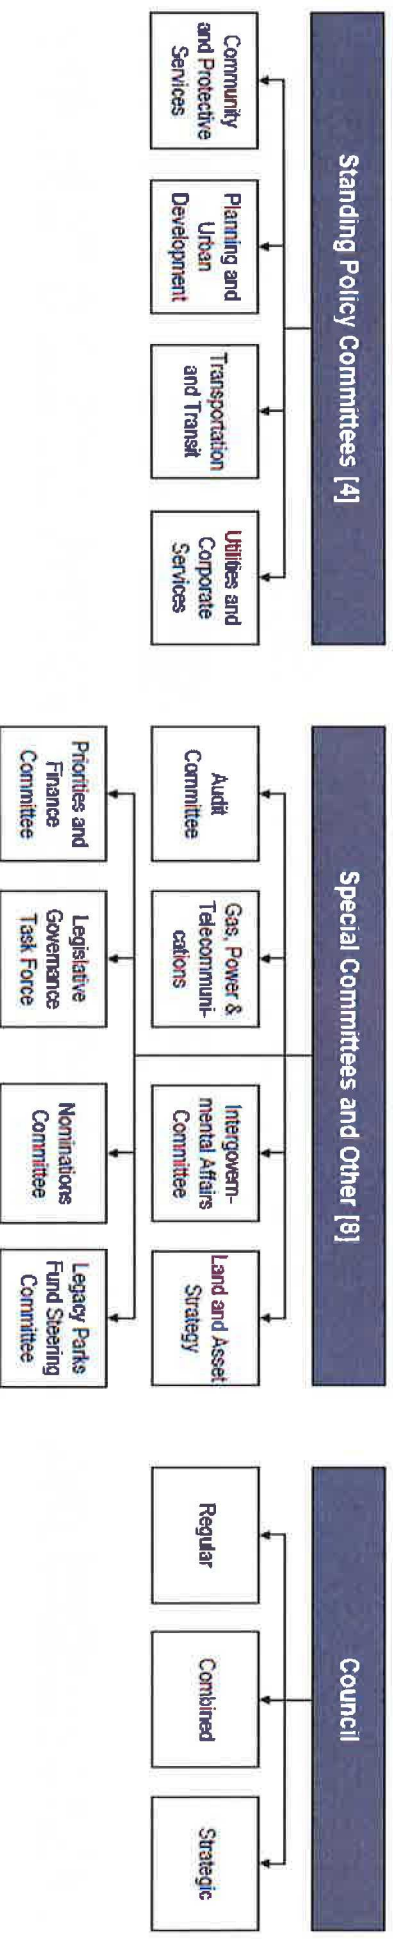 Standing Policy Committees [4]
Community
and Protective
Services
Planning and
Urban
Development
Transportation
and Transit
Utilities and
Corporate
Services
Special Committees and Other [8]
Audit
Committee
Gas, Power &
Telecommuni-
cations
Intergovern-
mental Affairs
Committee
Land and Asset
Strategy
Priorities and
Finance
Committee
Legislative
Governance
Task Force
Nominations
Committee
Legacy Parks
Fund Steering
Committee
Council
Regular
Combined
Strategic